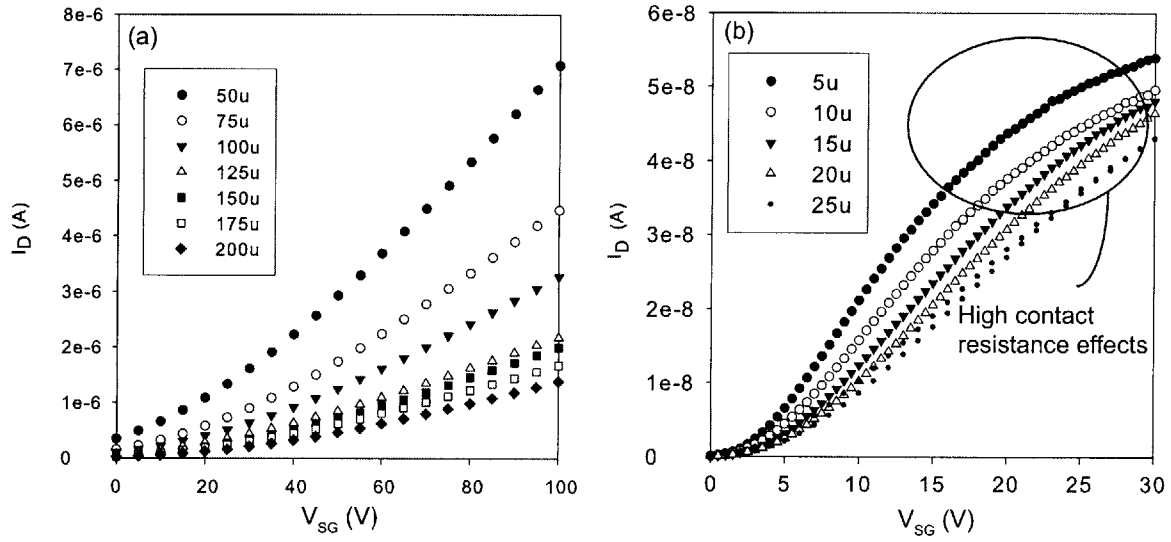 (a)
8e-6
7e-6
6e-6
5e-6
4e-6
3e-6
2e-6
1e-6
0
I_D (A)
50u
75u
100u
125u
150u
175u
200u
0 20 40 60 80 100
V_SG (V)
(b)
6e-8
5e-8
4e-8
3e-8
2e-8
1e-8
0
I_D (A)
5u
10u
15u
20u
25u
High contact
resistance effects
0 5 10 15 20 25 30
V_SG (V)